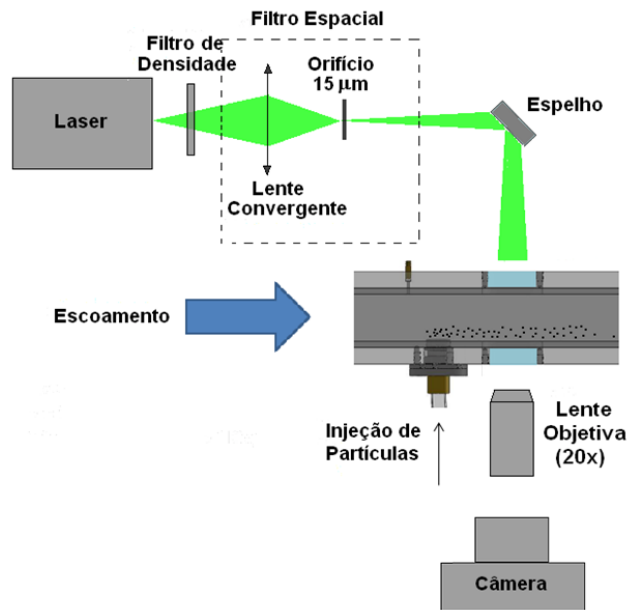 Filtro Espacial
Filtro de
Densidade
Orifício
15 μm
Espelho
Laser
Lente
Convergente
Escoamento
Injeção de
Partículas
Lente
Objetiva
(20x)
Câmera